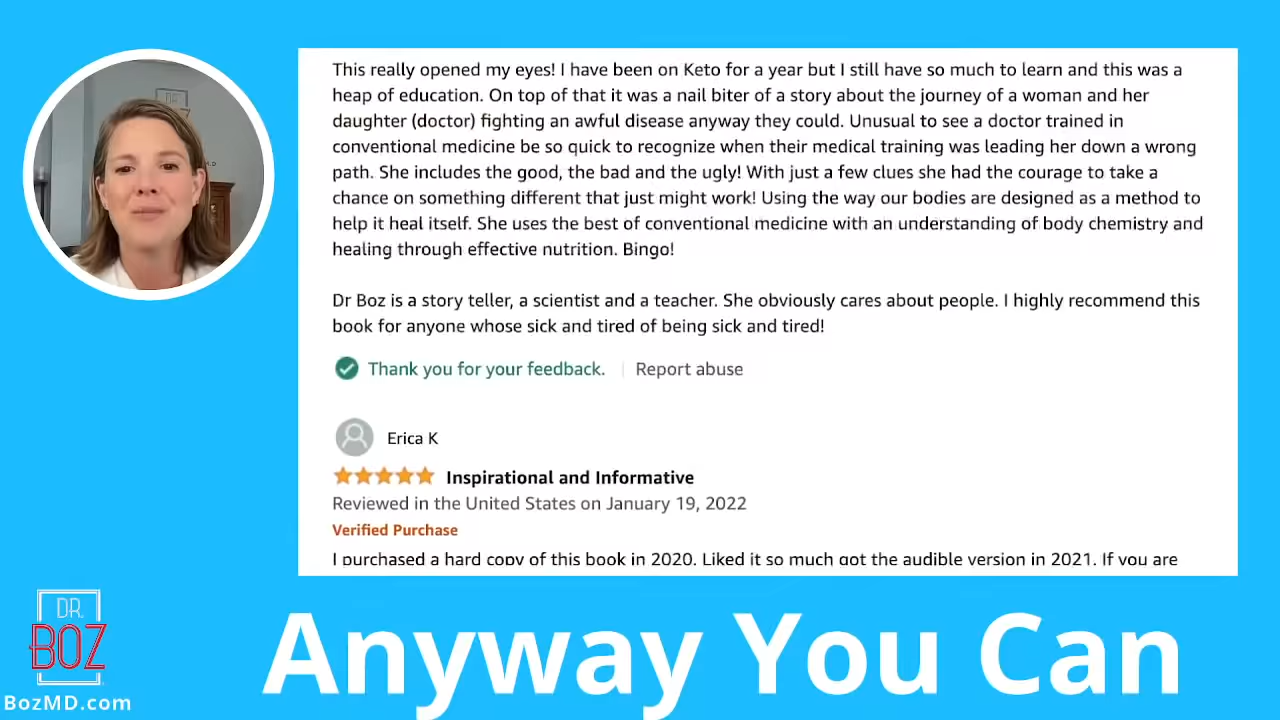 This really opened my eyes! I have been on Keto for a year but I still have so much to learn and this was a
heap of education. On top of that it was a nail biter of a story about the journey of a woman and her
daughter (doctor) fighting an awful disease anyway they could. Unusual to see a doctor trained in
conventional medicine be so quick to recognize when their medical training was leading her down a wrong
path. She includes the good, the bad and the ugly! With just a few clues she had the courage to take a
chance on something different that just might work! Using the way our bodies are designed as a method to
help it heal itself. She uses the best of conventional medicine with an understanding of body chemistry and
healing through effective nutrition. Bingo!
Dr Boz is a story teller, a scientist and a teacher. She obviously cares about people. I highly recommend this
book for anyone whose sick and tired of being sick and tired!
Thank you for your feedback. Report abuse
Erica K
Inspirational and Informative
Reviewed in the United States on January 19, 2022
Verified Purchase
I purchased a hard copy of this book in 2020. Liked it so much got the audible version in 2021. If you are
DR.
BOZ
BozMD.com
Anyway You Can